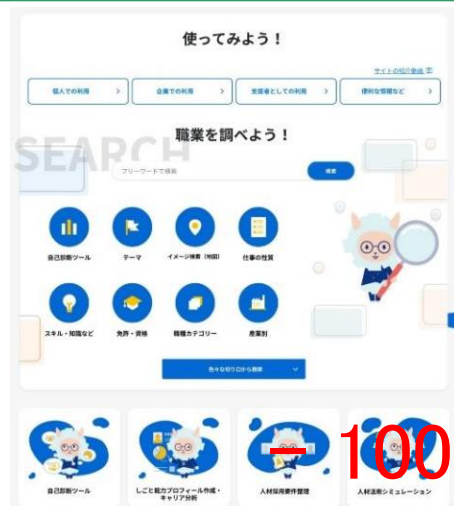 使ってみよう！
サイトの紹介動画
個人での利用
企業での利用
支援者としての利用
便利な情報など
SEARCH
職業を調べよう！
フリーワードで検索
検索
自己診断ツール
テーマ
イメージ検索（地図）
仕事の性質
スキル・知識など
免許・資格
職種カテゴリー
産業別
色々な切り口から検索
－100
自己診断ツール
しごと能力プロフィール作成・
キャリア分析
人材採用要件整理
人材活用シミュレーション